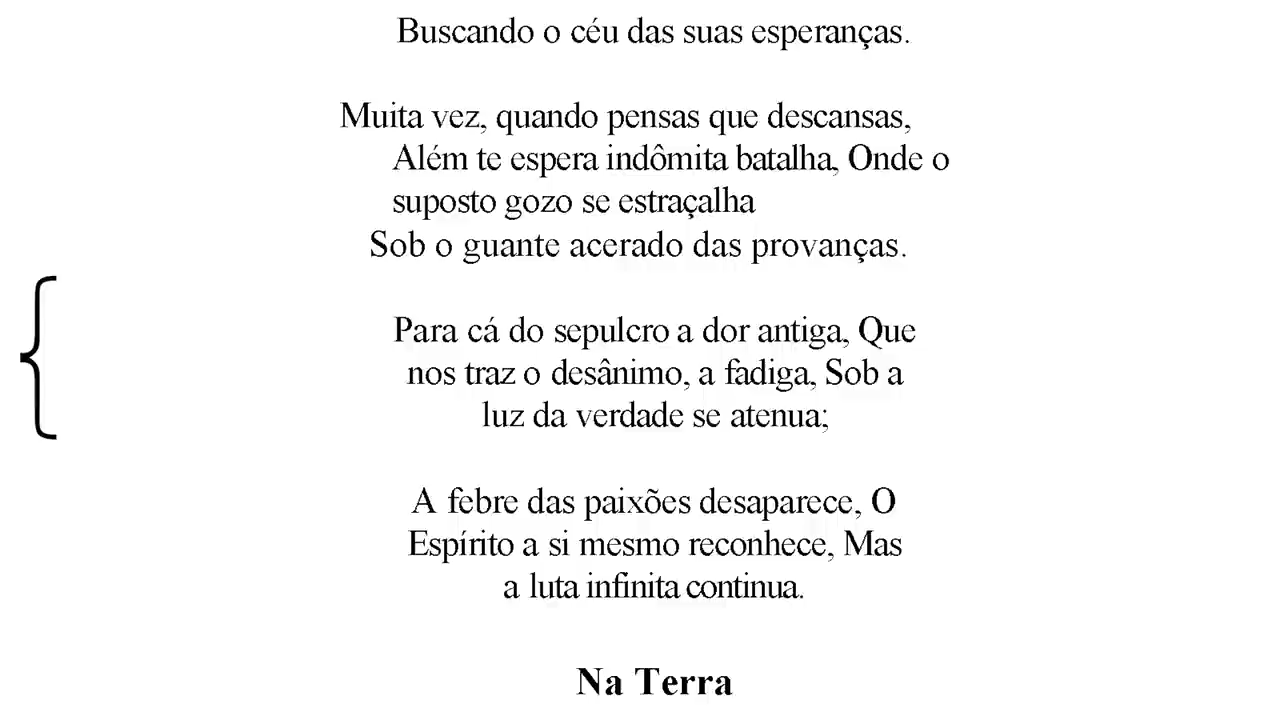 Buscando o céu das suas esperanças.
Muita vez, quando pensas que descansas,
Além te espera indômita batalha, Onde o
suposto gozo se estraçalha
Sob o guante acerado das provanças.
Para cá do sepulcro a dor antiga, Que
nos traz o desânimo, a fadiga, Sob a
luz da verdade se atenua;
A febre das paixões desaparece, O
Espírito a si mesmo reconhece, Mas
a luta infinita continua.
Na Terra